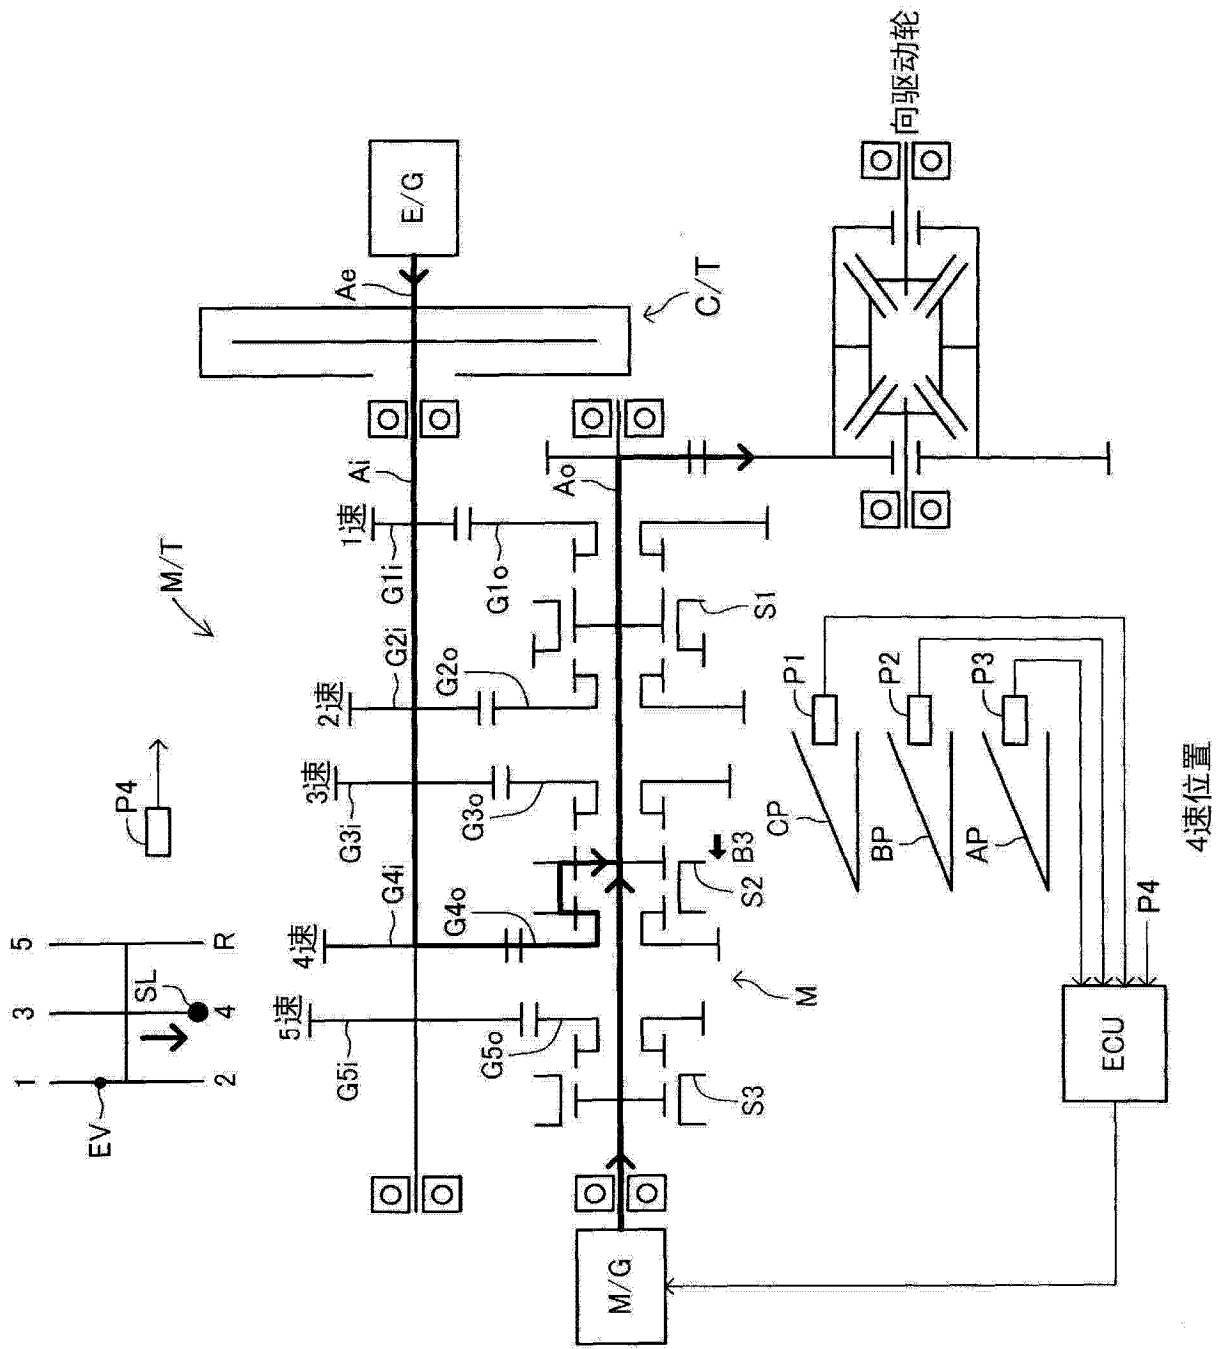 向驱动轮
E/G
Ae
C/T
Ai
Ao
M/T
1速
G1i
G1o
S1
G2i
2速
G2o
3速
G3i
G3o
P4
B3
S2
G4i
4速
G4o
M
5速
G5i
G5o
S3
M/G
1
3
5
2
4
R
SL
EV
CP
BP
AP
P1
P2
P3
P4
ECU
4速位置